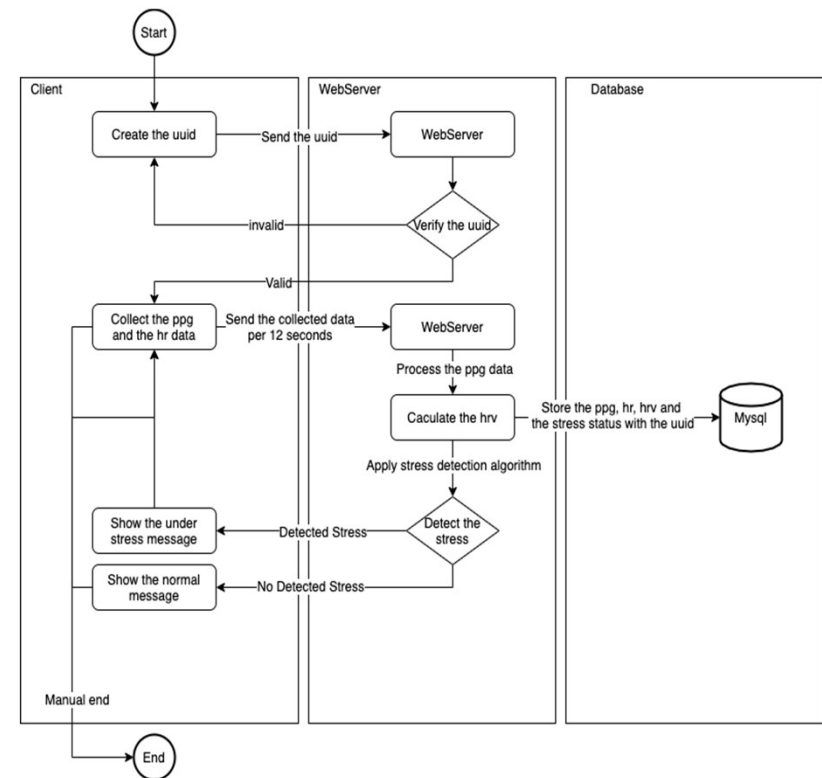 Start
Client
WebServer
Database
Create the uuid
Send the uuid
WebServer
invalid
Verify the uuid
Valid
Collect the ppg
and the hr data
Send the collected data
per 12 seconds
WebServer
Process the ppg data
Caculate the hrv
Store the ppg, hr, hrv and
the stress status with the uuid
Mysql
Apply stress detection algorithm
Show the under
stress message
Detected Stress
Detect the
stress
Show the normal
message
No Detected Stress
Manual end
End